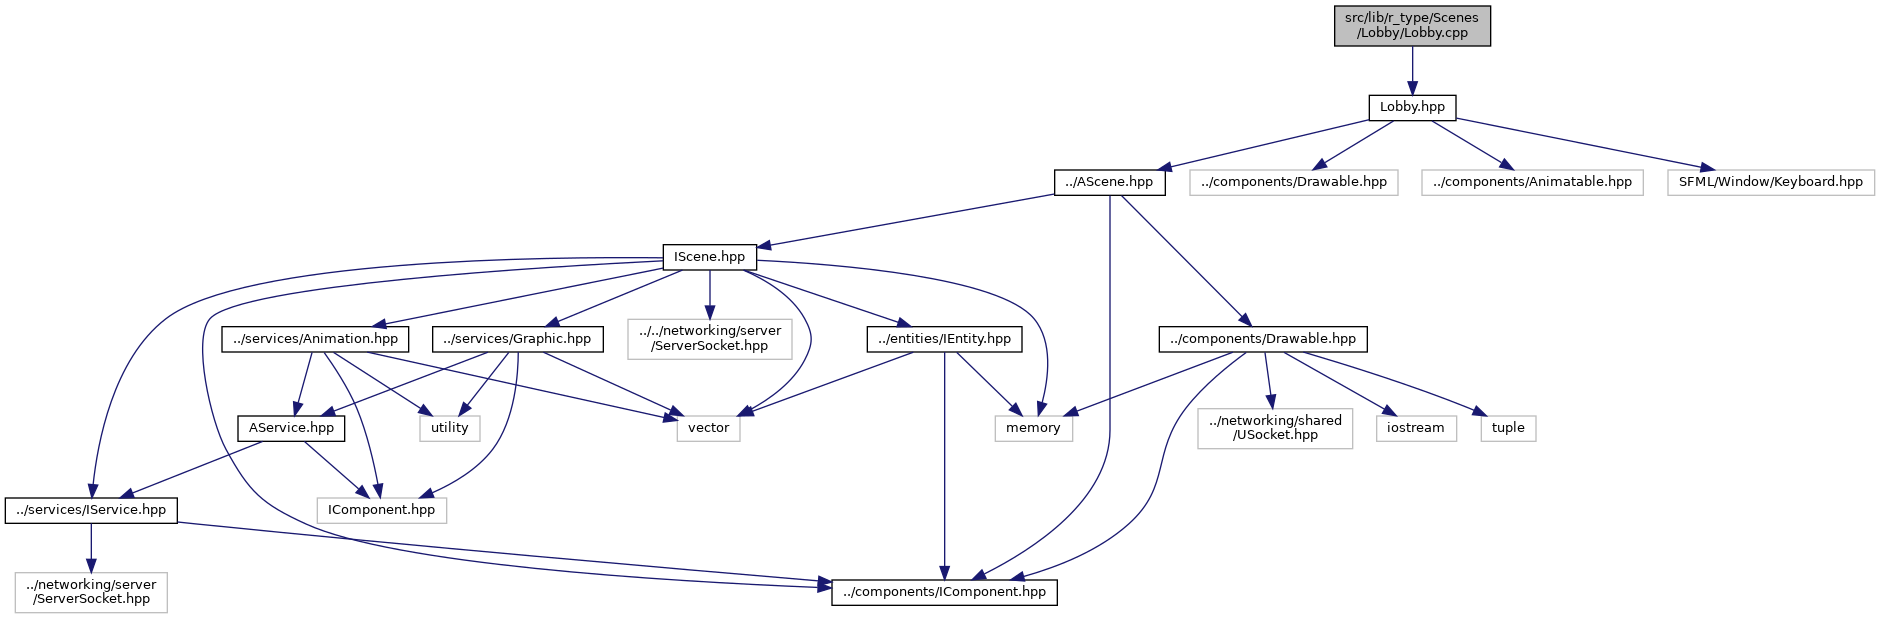 src/lib/r_type/Scenes
/Lobby/Lobby.cpp
Lobby.hpp
../AScene.hpp
../components/Drawable.hpp
../components/Animatable.hpp
SFML/Window/Keyboard.hpp
IScene.hpp
../services/Animation.hpp
../services/Graphic.hpp
../../networking/server
/ServerSocket.hpp
../entities/IEntity.hpp
../components/Drawable.hpp
AService.hpp
utility
vector
memory
../networking/shared
/USocket.hpp
iostream
tuple
../services/IService.hpp
IComponent.hpp
../networking/server
/ServerSocket.hpp
../components/IComponent.hpp